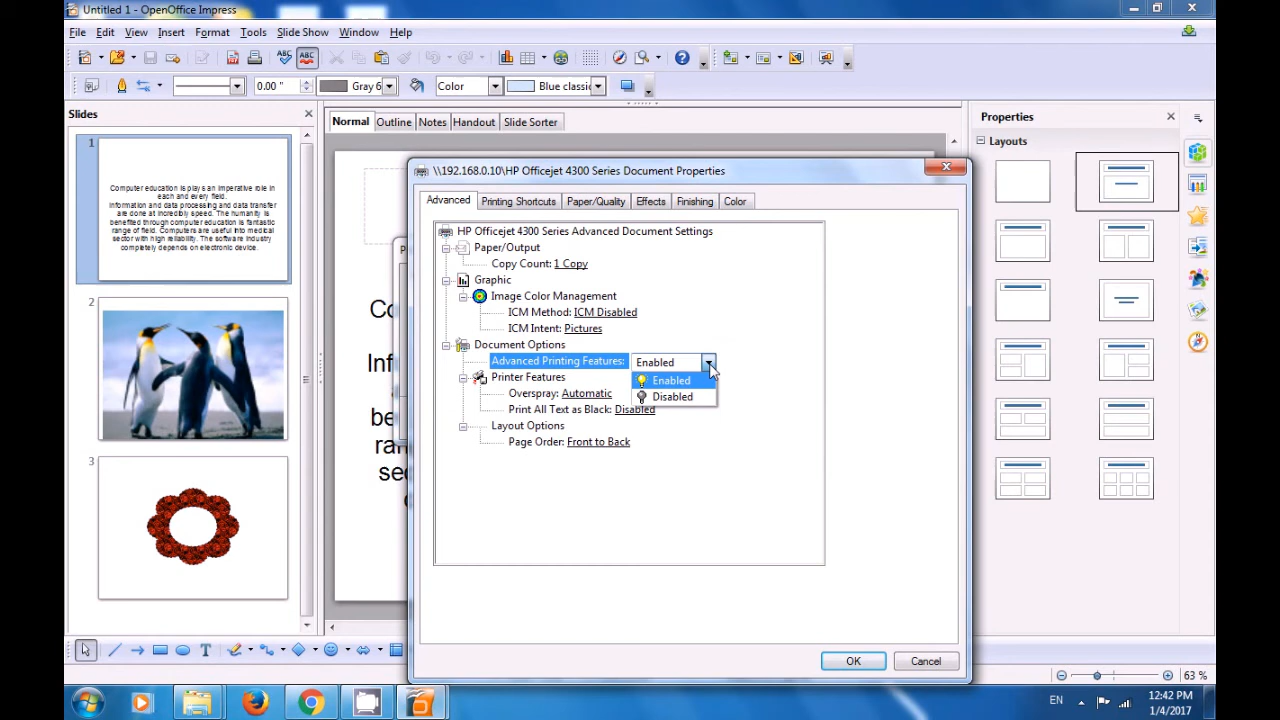 Untitled 1 - OpenOffice Impress
File Edit View Insert Format Tools Slide Show Window Help
0.00 " Gray 6 Color Blue classic
Slides
Normal Outline Notes Handout Slide Sorter
Properties
Layouts
1
Computer education is plays an imperative role in
each and every field.
Information and data processing and data transfer
are done at incredibly speed. The humanity is
benefited through computer education is fantastic
range of field. Computers are useful into medical
sector with high reliability. The software industry
completely depends on electronic device.
2
3
\\192.168.0.10\HP Officejet 4300 Series Document Properties
Advanced Printing Shortcuts Paper/Quality Effects Finishing Color
HP Officejet 4300 Series Advanced Document Settings
Paper/Output
Copy Count: 1 Copy
Graphic
Image Color Management
ICM Method: ICM Disabled
ICM Intent: Pictures
Document Options
Advanced Printing Features: Enabled
Enabled
Disabled
Printer Features
Overspray: Automatic
Print All Text as Black: Disabled
Layout Options
Page Order: Front to Back
OK Cancel
63 %
EN
12:42 PM
1/4/2017